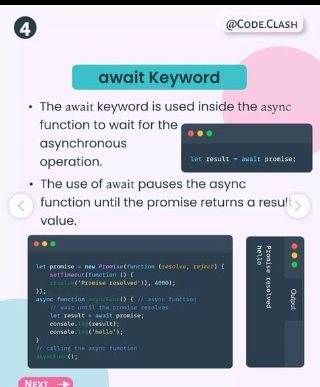 4
@CODE.CLASH
await Keyword
• The await keyword is used inside the async
function to wait for the
asynchronous
operation.
let result = await promise;
• The use of await pauses the async
function until the promise returns a result
value.
let promise = new Promise(function (resolve, reject) {
setTimeout(function () {
resolve('Promise resolved')}, 4000);
});
async function asyncFunc() { // async function
// wait until the promise resolves
let result = await promise;
console.log(result);
console.log('hello');
}
// calling the async function
asyncFunc();
Output
Promise resolved
hello
NEXT